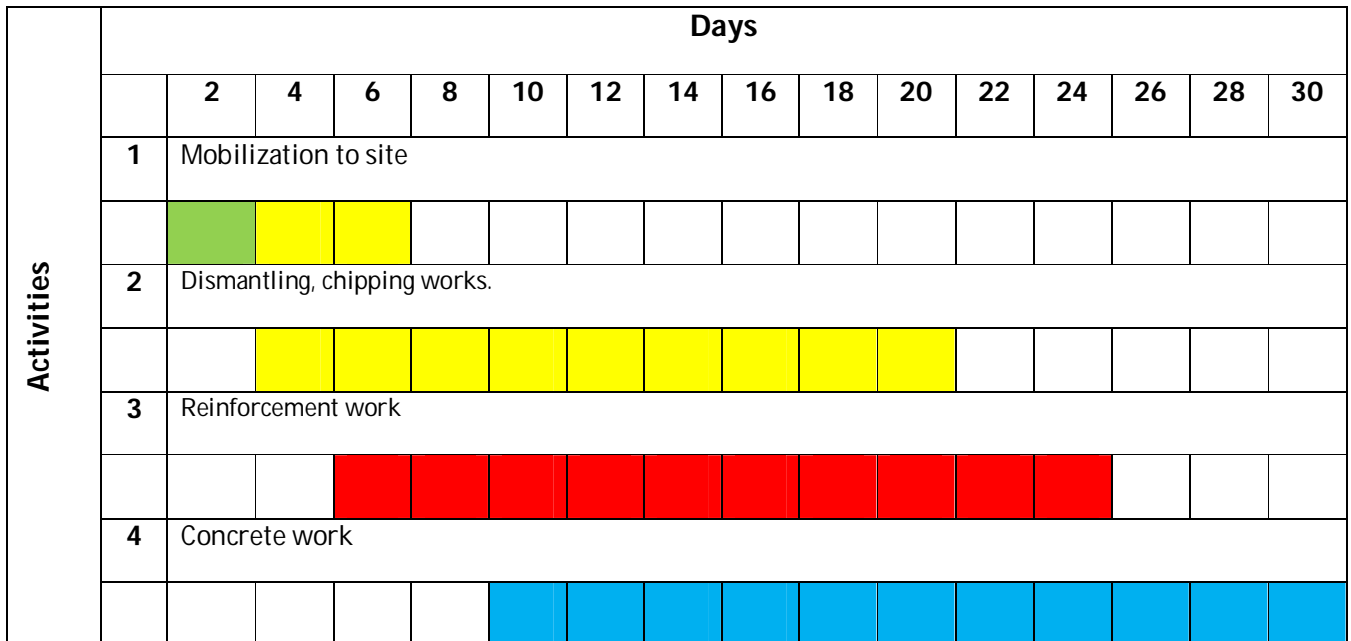 Days
2 4 6 8 10 12 14 16 18 20 22 24 26 28 30
Activities
1 Mobilization to site
2 Dismantling, chipping works.
3 Reinforcement work
4 Concrete work